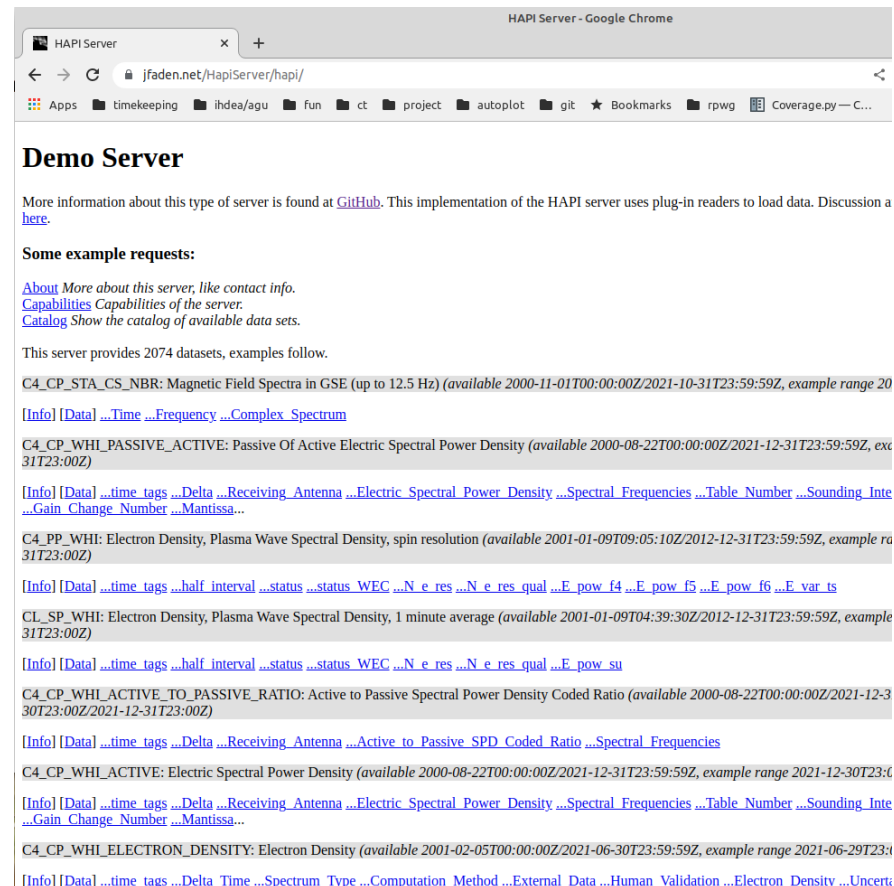 HAPI Server - Google Chrome
HAPI Server × +
jfaden.net/HapiServer/hapi/
Apps timekeeping ihdea/agu fun ct project autoplot git Bookmarks rpwg Coverage.py — C...
Demo Server
More information about this type of server is found at GitHub. This implementation of the HAPI server uses plug-in readers to load data. Discussion a
here.
Some example requests:
About More about this server, like contact info.
Capabilities Capabilities of the server.
Catalog Show the catalog of available data sets.
This server provides 2074 datasets, examples follow.
C4_CP_STA_CS_NBR: Magnetic Field Spectra in GSE (up to 12.5 Hz) (available 2000-11-01T00:00:00Z/2021-10-31T23:59:59Z, example range 20
[Info] [Data] ...Time ...Frequency ...Complex_Spectrum
C4_CP_WHI_PASSIVE_ACTIVE: Passive Of Active Electric Spectral Power Density (available 2000-08-22T00:00:00Z/2021-12-31T23:59:59Z, exa
31T23:00Z)
[Info] [Data] ...time_tags ...Delta ...Receiving_Antenna ...Electric_Spectral_Power_Density ...Spectral_Frequencies ...Table_Number ...Sounding_Inte
...Gain_Change_Number ...Mantissa...
C4_PP_WHI: Electron Density, Plasma Wave Spectral Density, spin resolution (available 2001-01-09T09:05:10Z/2012-12-31T23:59:59Z, example ra
31T23:00Z)
[Info] [Data] ...time_tags ...half_interval ...status ...status_WEC ...N_e_res ...N_e_res_qual ...E_pow_f4 ...E_pow_f5 ...E_pow_f6 ...E_var_ts
CL_SP_WHI: Electron Density, Plasma Wave Spectral Density, 1 minute average (available 2001-01-09T04:39:30Z/2012-12-31T23:59:59Z, example
31T23:00Z)
[Info] [Data] ...time_tags ...half_interval ...status ...status_WEC ...N_e_res ...N_e_res_qual ...E_pow_su
C4_CP_WHI_ACTIVE_TO_PASSIVE_RATIO: Active to Passive Spectral Power Density Coded Ratio (available 2000-08-22T00:00:00Z/2021-12-3
30T23:00:00Z/2021-12-31T23:00Z)
[Info] [Data] ...time_tags ...Delta ...Receiving_Antenna ...Active_to_Passive_SPD_Coded_Ratio ...Spectral_Frequencies
C4_CP_WHI_ACTIVE: Electric Spectral Power Density (available 2000-08-22T00:00:00Z/2021-12-31T23:59:59Z, example range 2021-12-30T23:0
[Info] [Data] ...time_tags ...Delta ...Receiving_Antenna ...Electric_Spectral_Power_Density ...Spectral_Frequencies ...Table_Number ...Sounding_Inte
...Gain_Change_Number ...Mantissa...
C4_CP_WHI_ELECTRON_DENSITY: Electron Density (available 2001-02-05T00:00:00Z/2021-06-30T23:59:59Z, example range 2021-06-29T23:0
[Info] [Data] ...time_tags ...Delta_Time ...Spectrum_Type ...Computation_Method ...External_Data ...Human_Validation ...Electron_Density ...Uncert